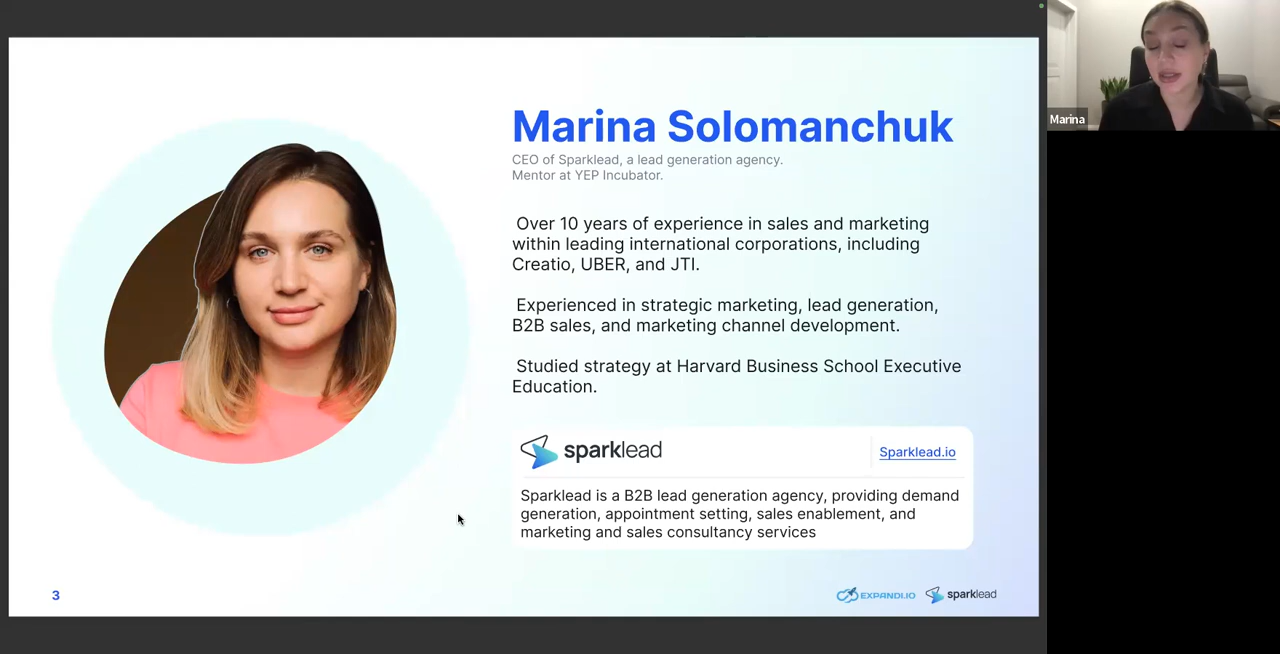 Marina Solomanchuk
CEO of Sparklead, a lead generation agency.
Mentor at YEP Incubator.
Over 10 years of experience in sales and marketing
within leading international corporations, including
Creatio, UBER, and JTI.
Experienced in strategic marketing, lead generation,
B2B sales, and marketing channel development.
Studied strategy at Harvard Business School Executive
Education.
sparklead
Sparklead.io
Sparklead is a B2B lead generation agency, providing demand
generation, appointment setting, sales enablement, and
marketing and sales consultancy services
3
EXPANDI.IO
sparklead
Marina